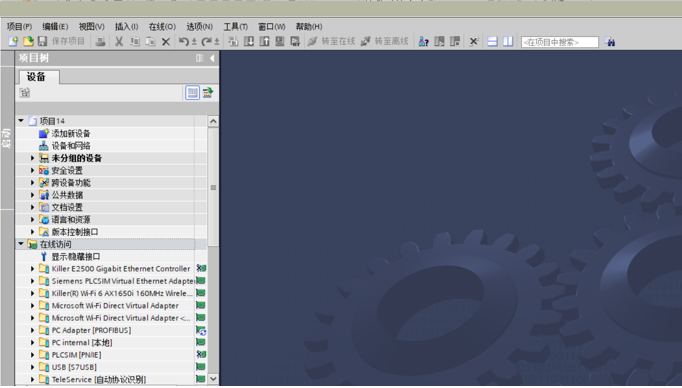 项目(P) 编辑(E) 视图(V) 插入(I) 在线(O) 选项(N) 工具(T) 窗口(W) 帮助(H)
保存项目 转至在线 转至离线 <在项目中搜索>
项目树
设备
启动
项目14
添加新设备
设备和网络
未分组的设备
安全设置
跨设备功能
公共数据
文档设置
语言和资源
版本控制接口
在线访问
显示/隐藏接口
Killer E2500 Gigabit Ethernet Controller
Siemens PLCSIM Virtual Ethernet Adapter
Killer(R) Wi-Fi 6 AX1650i 160MHz Wirele...
Microsoft Wi-Fi Direct Virtual Adapter
Microsoft Wi-Fi Direct Virtual Adapter <...
PC Adapter [PROFIBUS]
PC internal [本地]
PLCSIM [PN/IE]
USB [S7USB]
TeleService [自动协议识别]